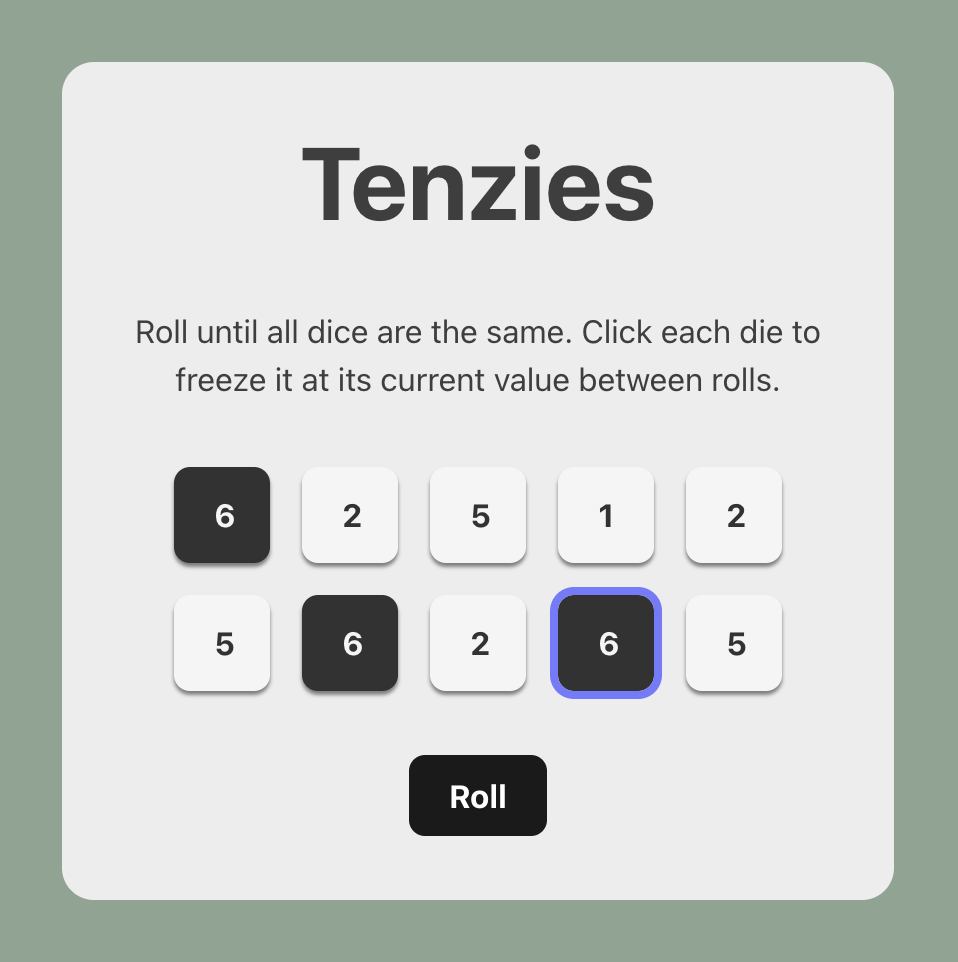 Tenzies
Roll until all dice are the same. Click each die to
freeze it at its current value between rolls.
6 2 5 1 2
5 6 2 6 5
Roll